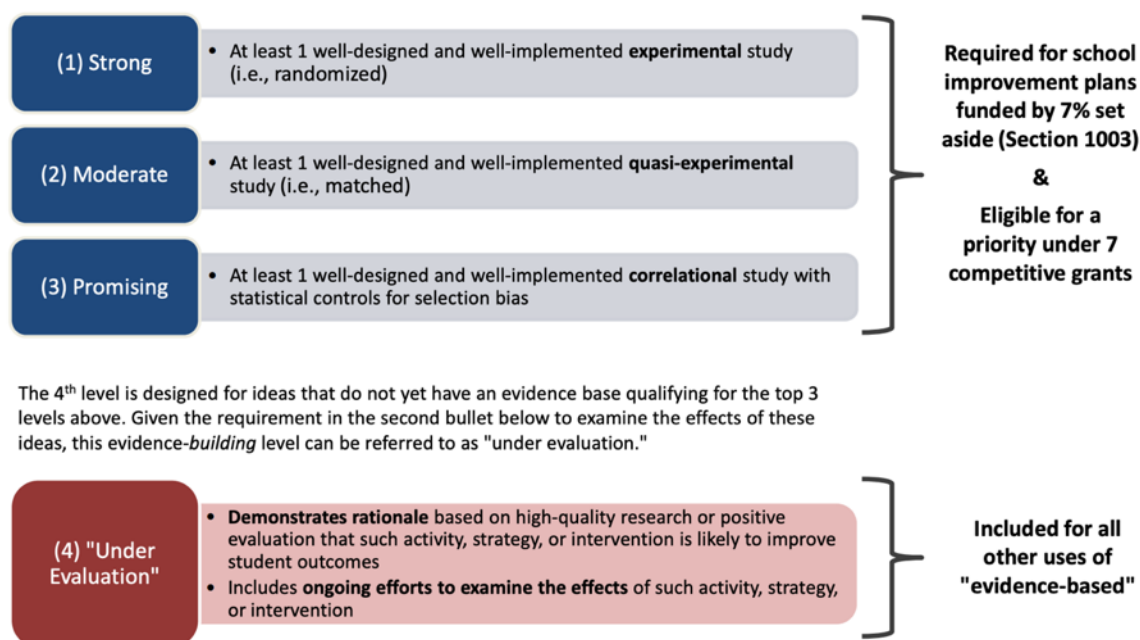 (1) Strong
• At least 1 well-designed and well-implemented experimental study
(i.e., randomized)
(2) Moderate
• At least 1 well-designed and well-implemented quasi-experimental
study (i.e., matched)
(3) Promising
• At least 1 well-designed and well-implemented correlational study with
statistical controls for selection bias
Required for school
improvement plans
funded by 7% set
aside (Section 1003)
&
Eligible for a
priority under 7
competitive grants
The 4th level is designed for ideas that do not yet have an evidence base qualifying for the top 3
levels above. Given the requirement in the second bullet below to examine the effects of these
ideas, this evidence-building level can be referred to as "under evaluation."
(4) "Under
Evaluation"
• Demonstrates rationale based on high-quality research or positive
evaluation that such activity, strategy, or intervention is likely to improve
student outcomes
• Includes ongoing efforts to examine the effects of such activity, strategy,
or intervention
Included for all
other uses of
"evidence-based"